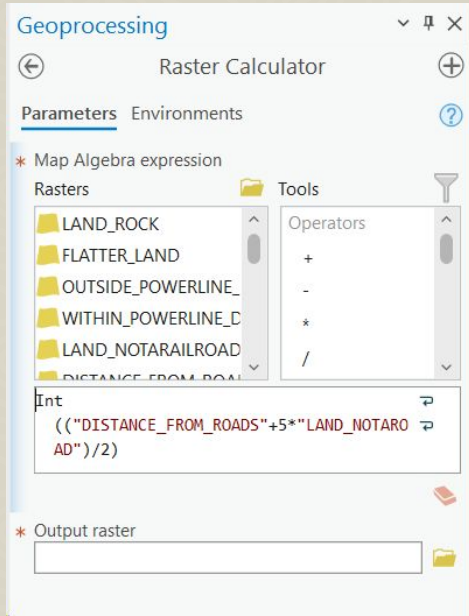 Geoprocessing
Raster Calculator
Parameters Environments
?
* Map Algebra expression
Rasters
Tools
LAND_ROCK
FLATTER_LAND
OUTSIDE_POWERLINE_
WITHIN_POWERLINE_D
LAND_NOTARAILROAD
DISTANCE_FROM_ROA
Operators
+
-
*
/
Int
(("DISTANCE_FROM_ROADS"+5*"LAND_NOTARO
AD")/2)
* Output raster